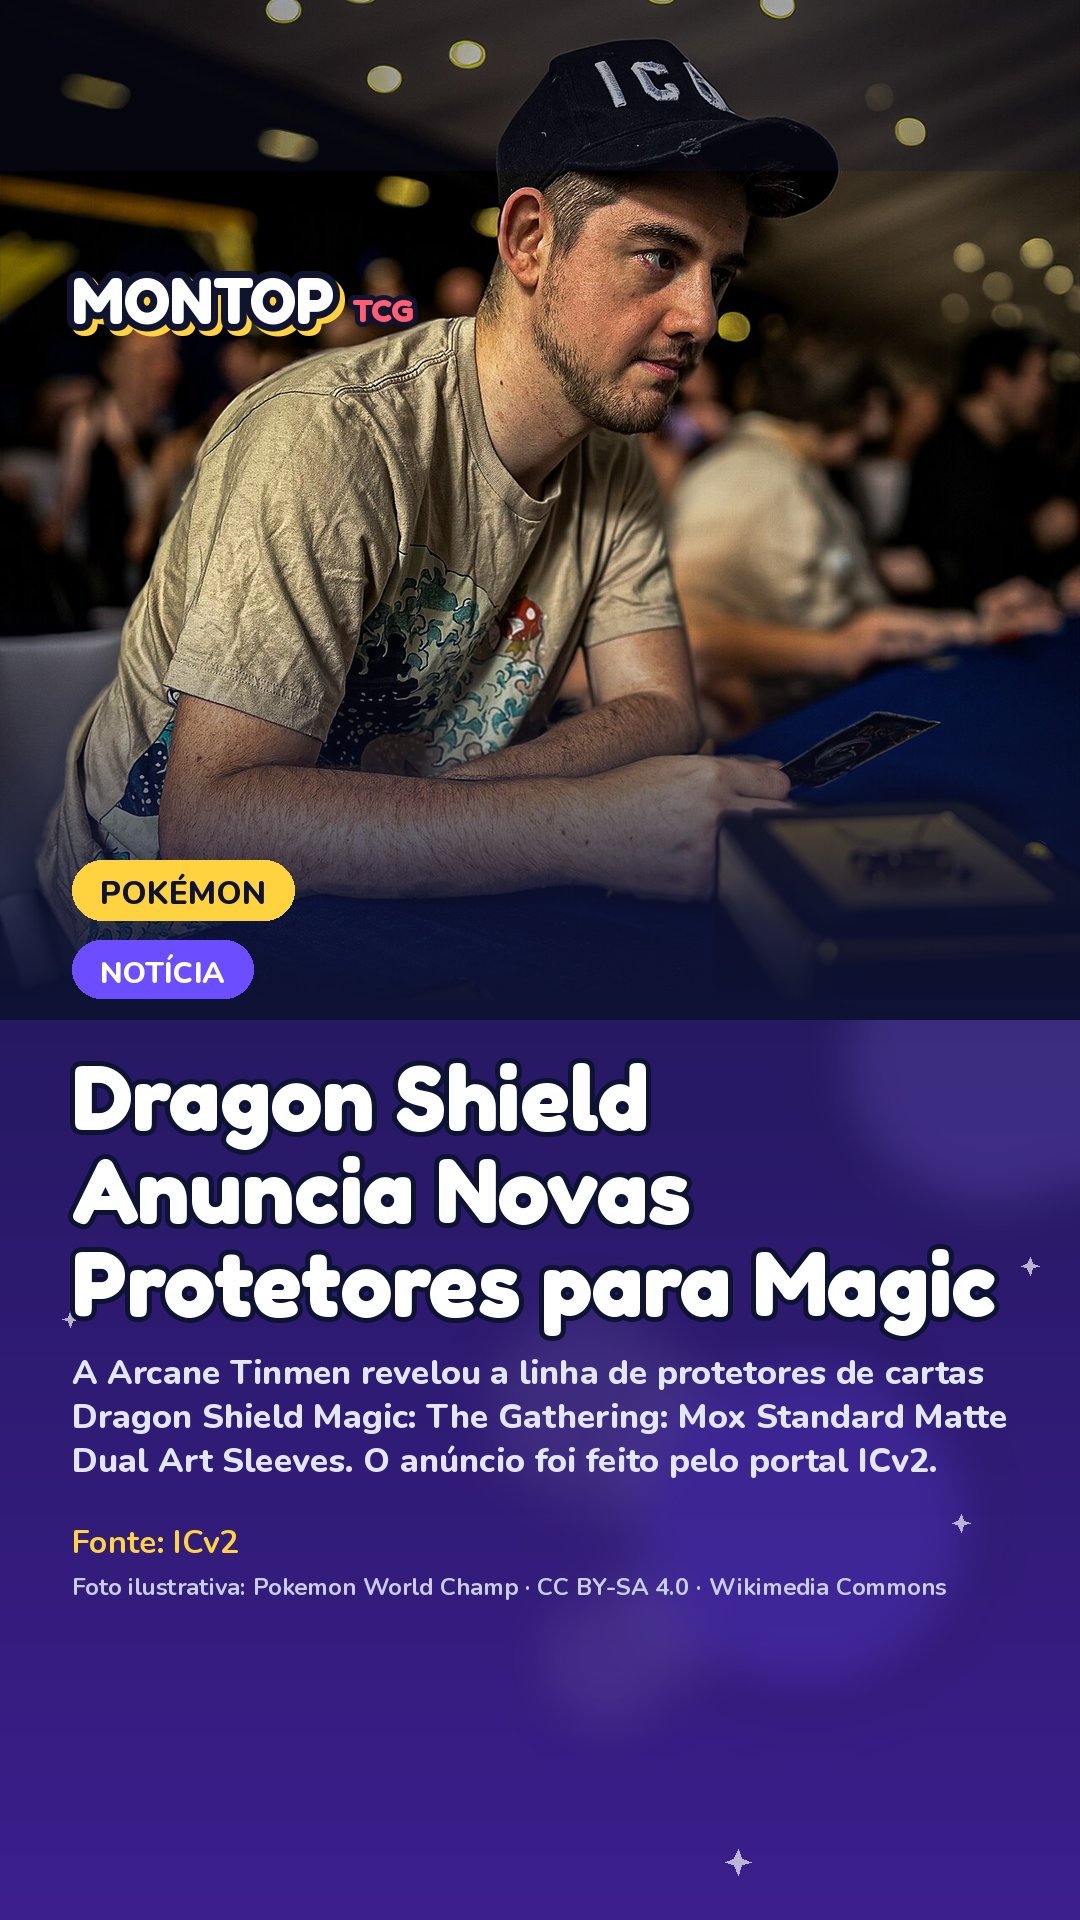 MONTOP TCG
POKÉMON
NOTÍCIA
Dragon Shield
Anuncia Novas
Protetores para Magic
A Arcane Tinmen revelou a linha de protetores de cartas
Dragon Shield Magic: The Gathering: Mox Standard Matte
Dual Art Sleeves. O anúncio foi feito pelo portal ICv2.
Fonte: ICv2
Foto ilustrativa: Pokemon World Champ · CC BY-SA 4.0 · Wikimedia Commons